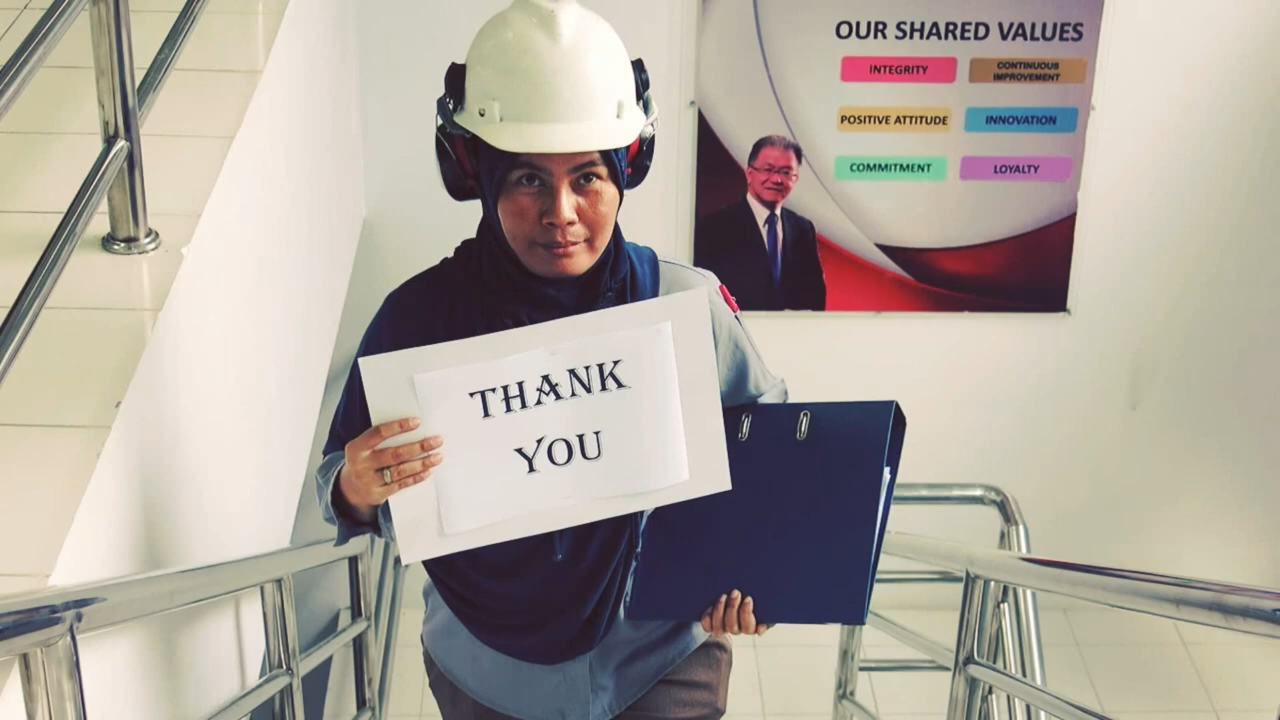 OUR SHARED VALUES
INTEGRITY
CONTINUOUS
IMPROVEMENT
POSITIVE ATTITUDE
INNOVATION
COMMITMENT
LOYALTY
THANK
YOU